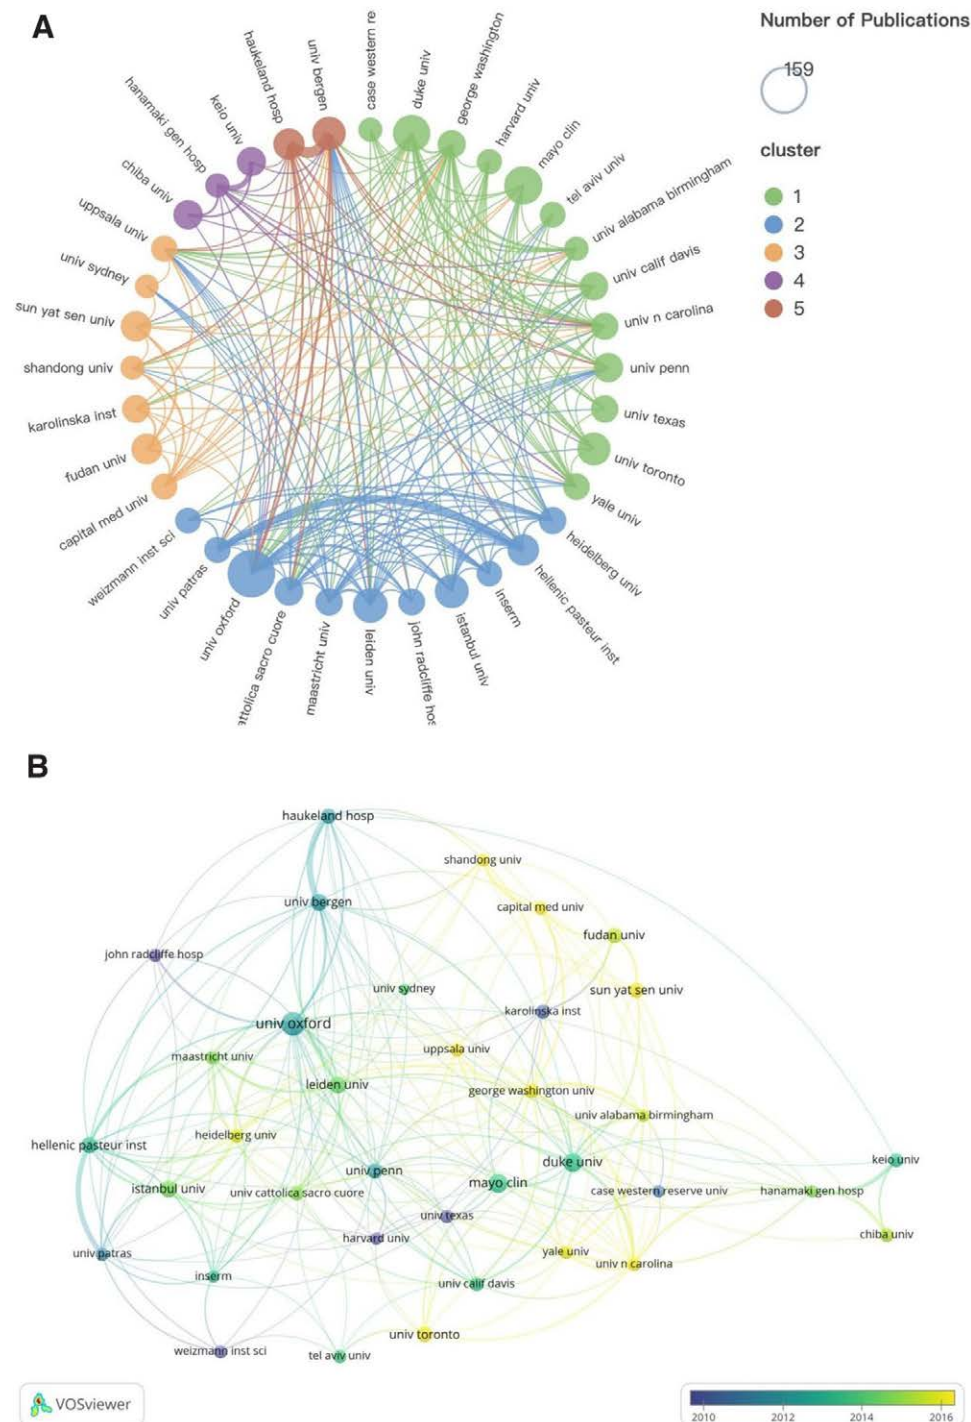 A
Number of Publications
159
cluster
1
2
3
4
5
case western re
duke univ
george washington
harvard univ
mayo clin
tel aviv univ
univ alabama birmingham
univ calif davis
univ n carolina
univ penn
univ texas
univ toronto
yale univ
heidelberg univ
hellenic pasteur inst
inserm
istanbul univ
john radcliffe hos
leiden univ
maastricht univ
attolica sacro cuore
univ oxford
univ patras
weizmann inst sci
capital med univ
fudan univ
karolinska inst
shandong univ
sun yat sen univ
univ sydney
uppsala univ
chiba univ
hanamaki gen hosp
keio univ
haukeland hosp
univ bergen
B
haukeland hosp
shandong univ
univ bergen
capital med univ
fudan univ
john radcliffe hosp
univ sydney
sun yat sen univ
karolinska inst
univ oxford
maastricht univ
uppsala univ
leiden univ
george washington univ
univ alabama birmingham
heidelberg univ
hellenic pasteur inst
duke univ
keio univ
univ penn
mayo clin
istanbul univ
univ cattolica sacro cuore
case western reserve univ
hanamaki gen hosp
univ texas
harvard univ
chiba univ
univ patras
yale univ
univ n carolina
inserm
univ calif davis
univ toronto
weizmann inst sci
tel aviv univ
VOSviewer
2010
2012
2014
2016